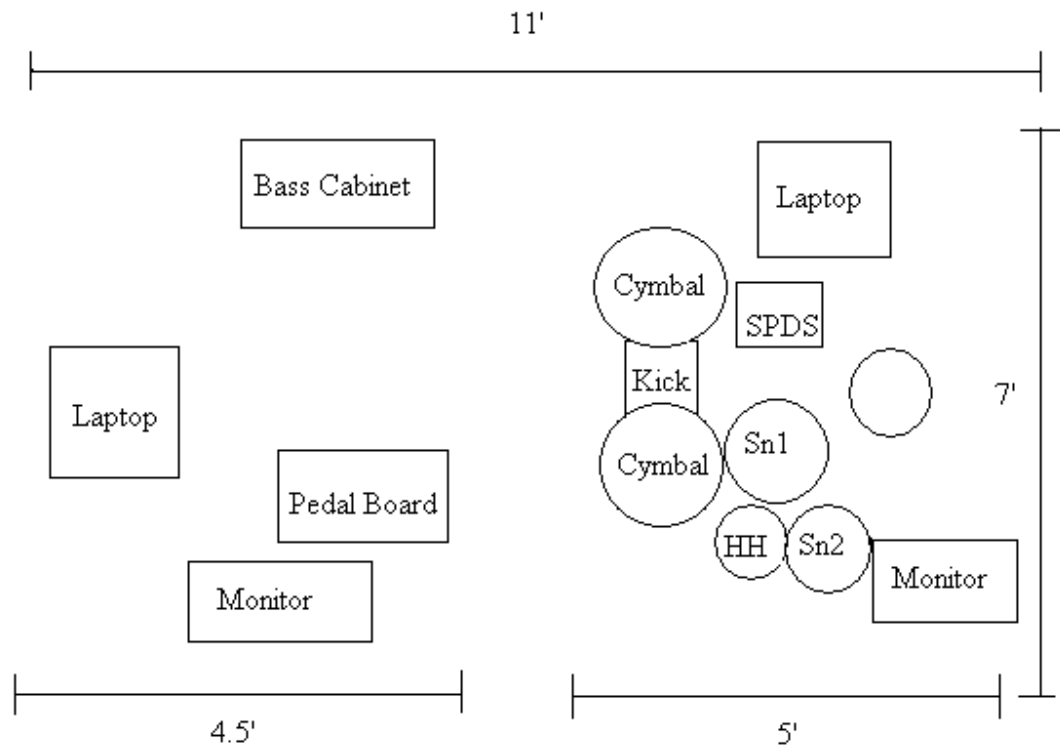 11'
Bass Cabinet
Laptop
Cymbal
SPDS
Kick
7'
Laptop
Sn1
Cymbal
Pedal Board
HH
Sn2
Monitor
Monitor
4.5'
5'